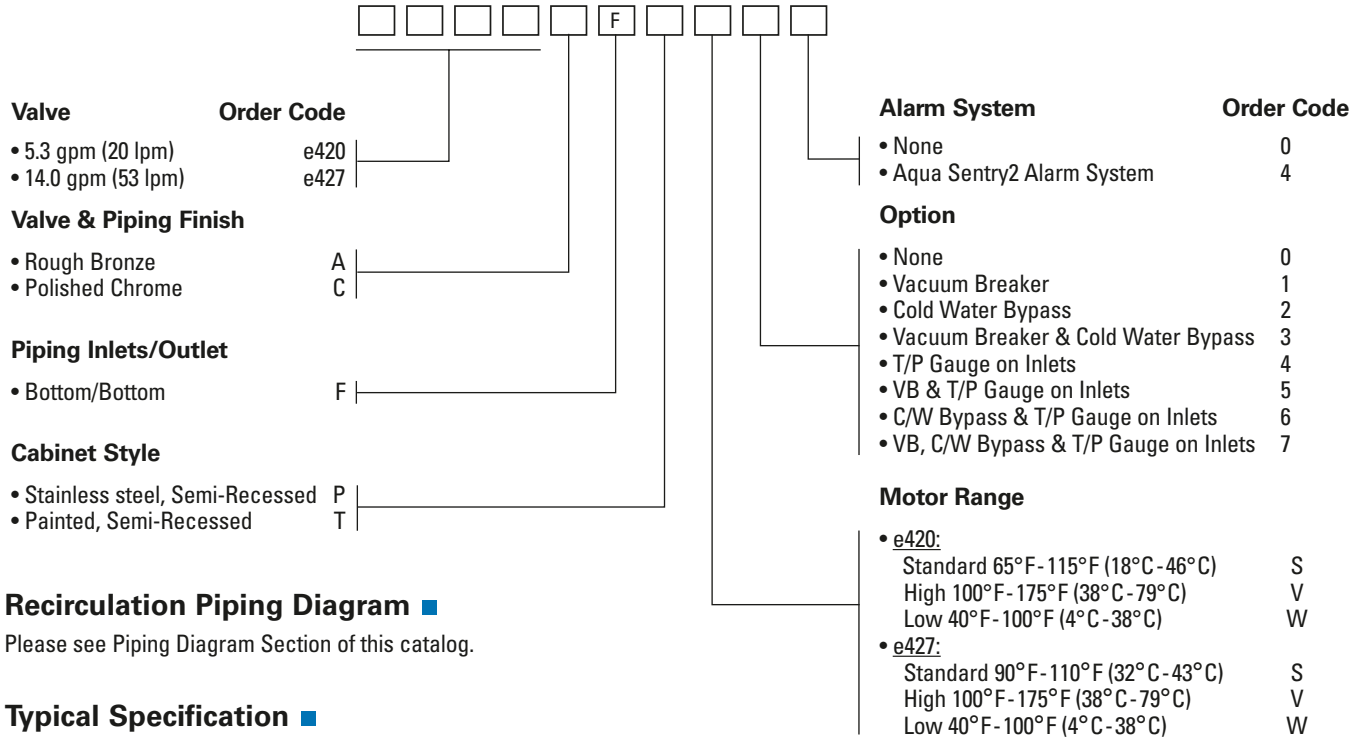 F
Valve Order Code
• 5.3 gpm (20 lpm) e420
• 14.0 gpm (53 lpm) e427
Valve & Piping Finish
• Rough Bronze A
• Polished Chrome C
Piping Inlets/Outlet
• Bottom/Bottom F
Cabinet Style
• Stainless steel, Semi-Recessed P
• Painted, Semi-Recessed T
Recirculation Piping Diagram
Please see Piping Diagram Section of this catalog.
Typical Specification
Alarm System Order Code
• None 0
• Aqua Sentry2 Alarm System 4
Option
• None 0
• Vacuum Breaker 1
• Cold Water Bypass 2
• Vacuum Breaker & Cold Water Bypass 3
• T/P Gauge on Inlets 4
• VB & T/P Gauge on Inlets 5
• C/W Bypass & T/P Gauge on Inlets 6
• VB, C/W Bypass & T/P Gauge on Inlets 7
Motor Range
• e420:
Standard 65°F-115°F (18°C-46°C) S
High 100°F-175°F (38°C-79°C) V
Low 40°F-100°F (4°C-38°C) W
• e427:
Standard 90°F-110°F (32°C-43°C) S
High 100°F-175°F (38°C-79°C) V
Low 40°F-100°F (4°C-38°C) W